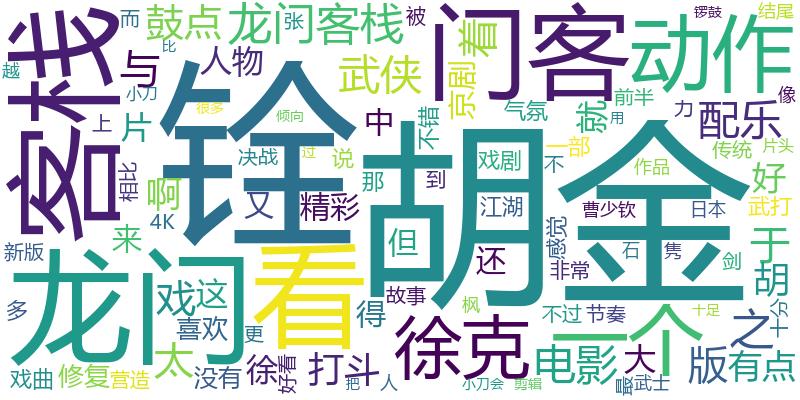 而
鼓点
龙门客栈
张
被
着
门客
动作
结尾
锣鼓
比
越
客栈
与
人物
铨
武侠
京剧
就
前半
像
小刀
很多
倾向
上
片
中
不错
气氛
力
配乐
用
相比
决战
过
说
那
戏剧
一部
传统
片头
不
作品
好
啊
又
精彩
胡
金
到
江湖
曹少钦
日本
武打
4K
来
但
感觉
石
隽
剑
于
新版
龙门
戏
这
看
还
非常
胡
多
喜欢
更
得
故事
枫
不过
节奏
十足
之
十分
徐克
一个
戏曲
修复
营造
太
没有
徐
好看
打斗
把
人
小刀会
剪辑
电影
最
大
武士
版
有点